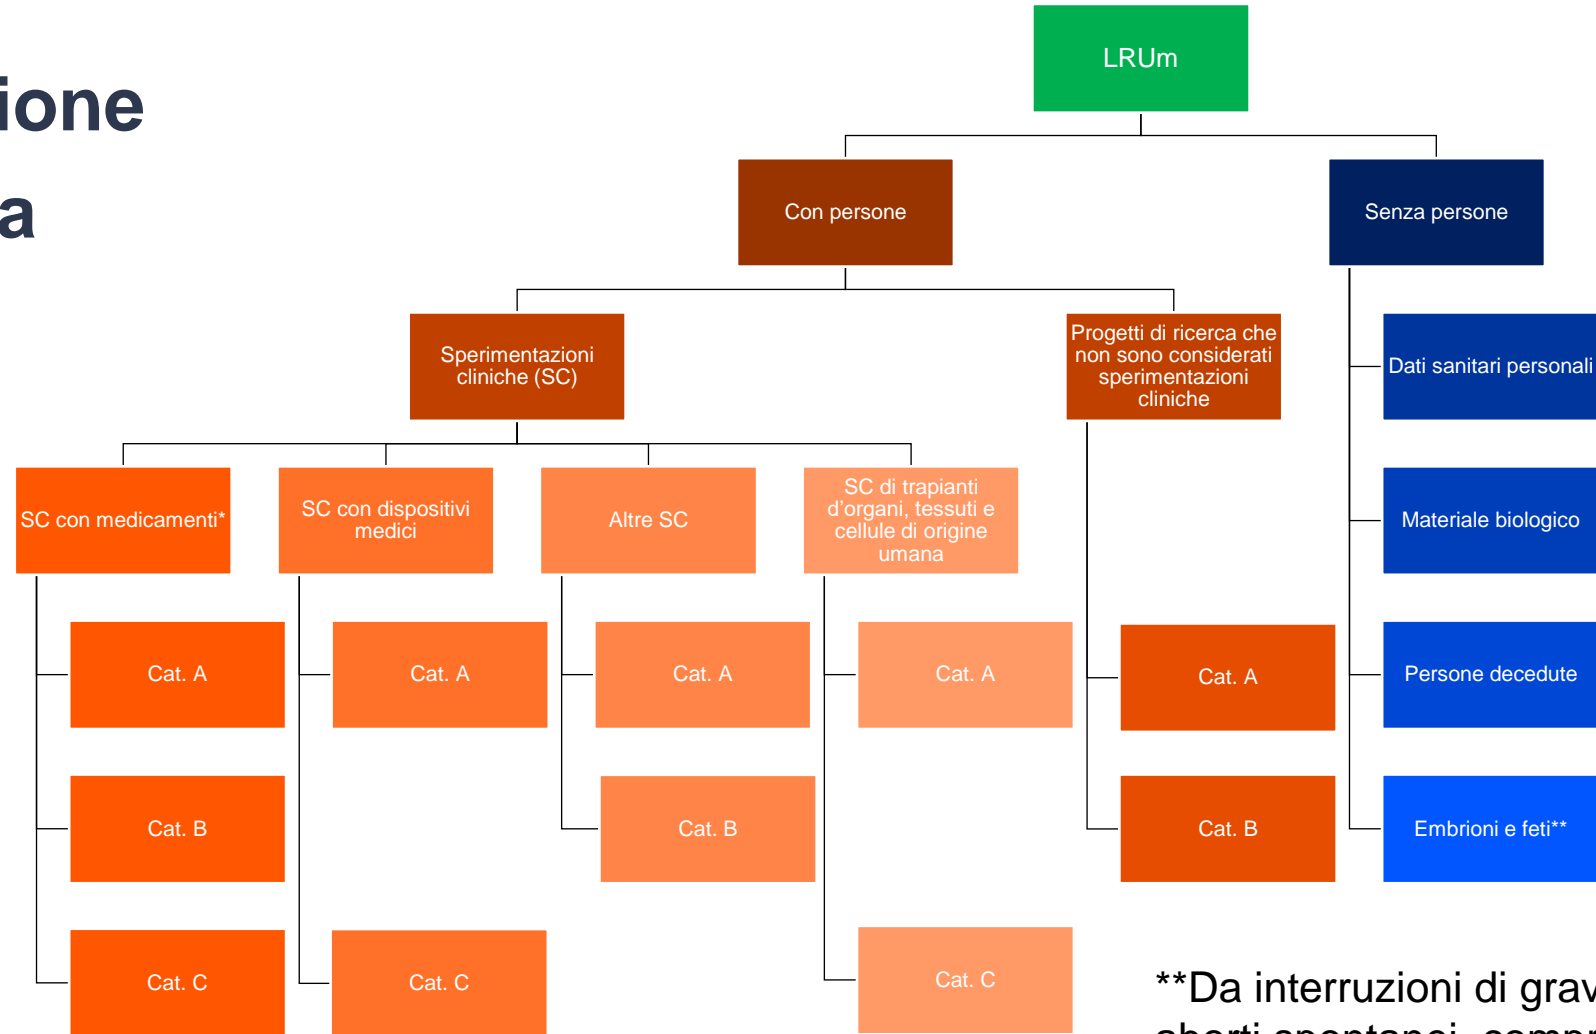 ione
a
LRUm
Con persone
Senza persone
Sperimentazioni
cliniche (SC)
Progetti di ricerca che
non sono considerati
sperimentazioni
cliniche
Dati sanitari personali
SC con medicamenti*
SC con dispositivi
medici
Altre SC
SC di trapianti
d'organi, tessuti e
cellule di origine
umana
Materiale biologico
Cat. A
Cat. A
Cat. A
Cat. A
Cat. A
Persone decedute
Cat. B
Cat. B
Cat. B
Embrioni e feti**
Cat. C
Cat. C
Cat. C
**Da interruzioni di grav